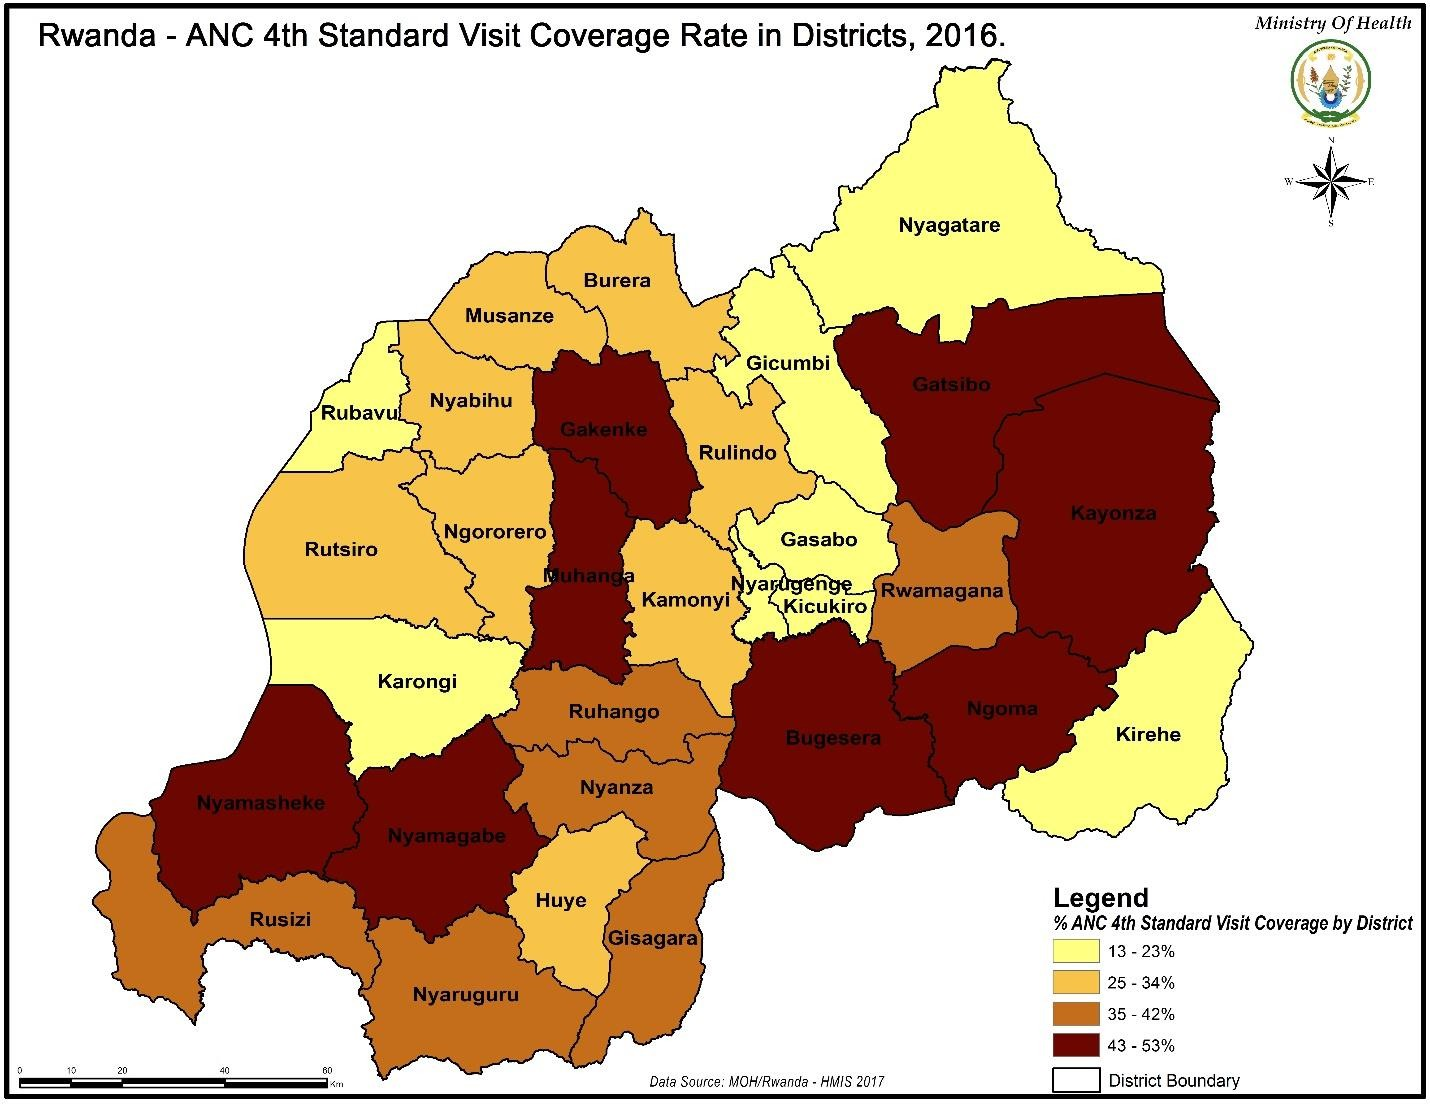 Rwanda - ANC 4th Standard Visit Coverage Rate in Districts, 2016.
Ministry Of Health
N
W
E
S
Nyagatare
Burera
Musanze
Gicumbi
Gatsibo
Rubavu
Nyabihu
Gakenke
Rulindo
Kayonza
Ngororero
Gasabo
Rutsiro
Muhanga
Nyarugenge
Rwamagana
Kamonyi
Kicukiro
Karongi
Ruhango
Ngoma
Bugesera
Kirehe
Nyanza
Nyamasheke
Nyamagabe
Huye
Rusizi
Gisagara
Nyaruguru
Legend
% ANC 4th Standard Visit Coverage by District
13 - 23%
25 - 34%
35 - 42%
43 - 53%
District Boundary
0 10 20 40 60
Km
Data Source: MOH/Rwanda - HMIS 2017